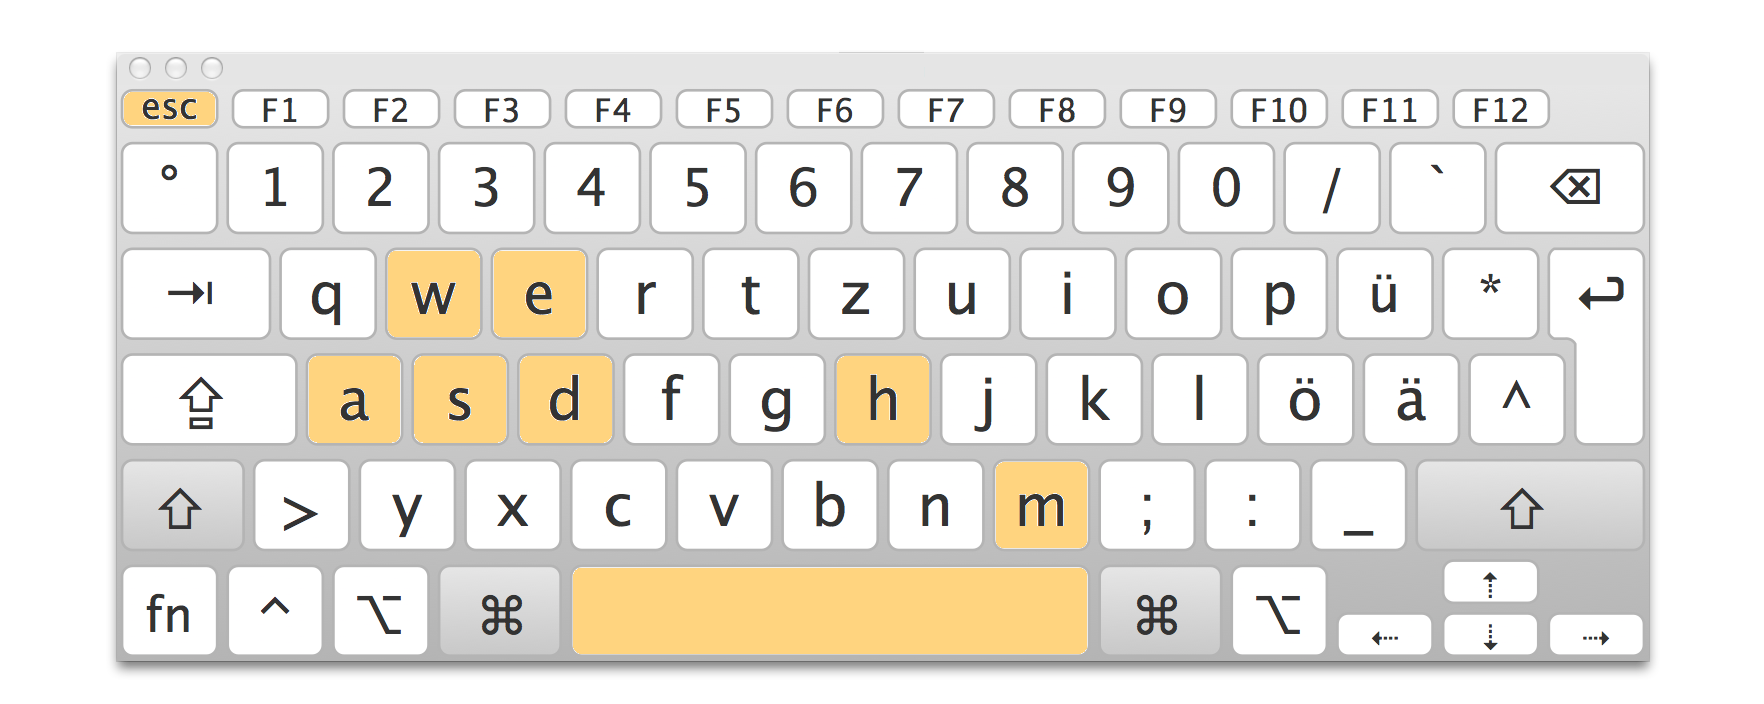 esc F1 F2 F3 F4 F5 F6 F7 F8 F9 F10 F11 F12
° 1 2 3 4 5 6 7 8 9 0 / `
q w e r t z u i o p ü *
a s d f g h j k l ö ä ^
> y x c v b n m ; : _
fn ^ ⌥ ⌘ ⌘ ⌥